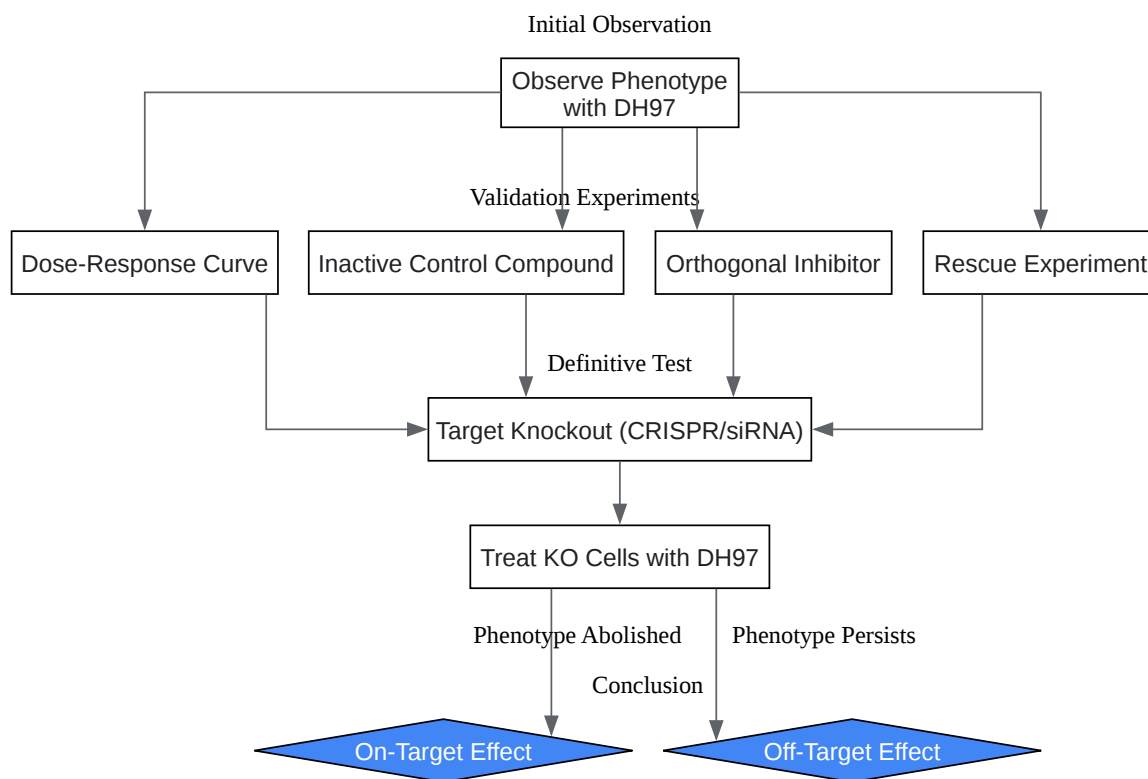 Initial Observation
Observe Phenotype
with DH97
Validation Experiments
Dose-Response Curve
Inactive Control Compound
Orthogonal Inhibitor
Rescue Experiment
Definitive Test
Target Knockout (CRISPR/siRNA)
Treat KO Cells with DH97
Phenotype Abolished
Phenotype Persists
Conclusion
On-Target Effect
Off-Target Effect